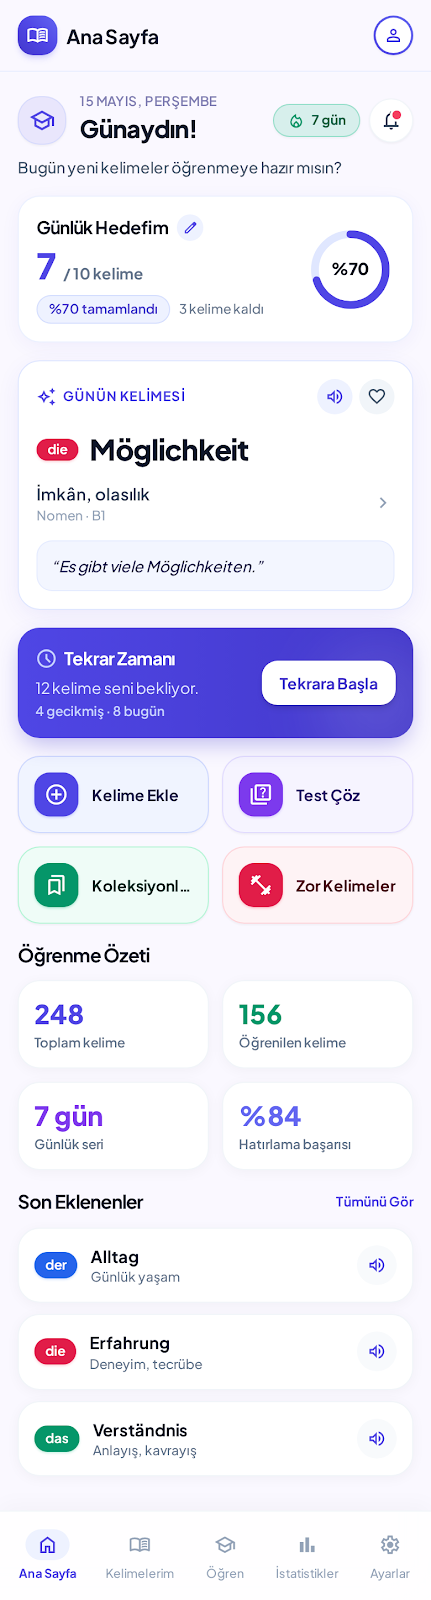 Ana Sayfa
15 MAYIS, PERŞEMBE
Günaydın!
7 gün
Bugün yeni kelimeler öğrenmeye hazır mısın?
Günlük Hedefim
7 / 10 kelime
%70 tamamlandı
3 kelime kaldı
%70
GÜNÜN KELİMESİ
die Möglichkeit
İmkân, olasılık
Nomen · B1
“Es gibt viele Möglichkeiten.”
Tekrar Zamanı
12 kelime seni bekliyor.
4 gecikmiş · 8 bugün
Tekrara Başla
Kelime Ekle
Test Çöz
Koleksiyonl...
Zor Kelimeler
Öğrenme Özeti
248
Toplam kelime
156
Öğrenilen kelime
7 gün
Günlük seri
%84
Hatırlama başarısı
Son Eklenenler
Tümünü Gör
der Alltag
Günlük yaşam
die Erfahrung
Deneyim, tecrübe
das Verständnis
Anlayış, kavrayış
Ana Sayfa
Kelimelerim
Öğren
İstatistikler
Ayarlar